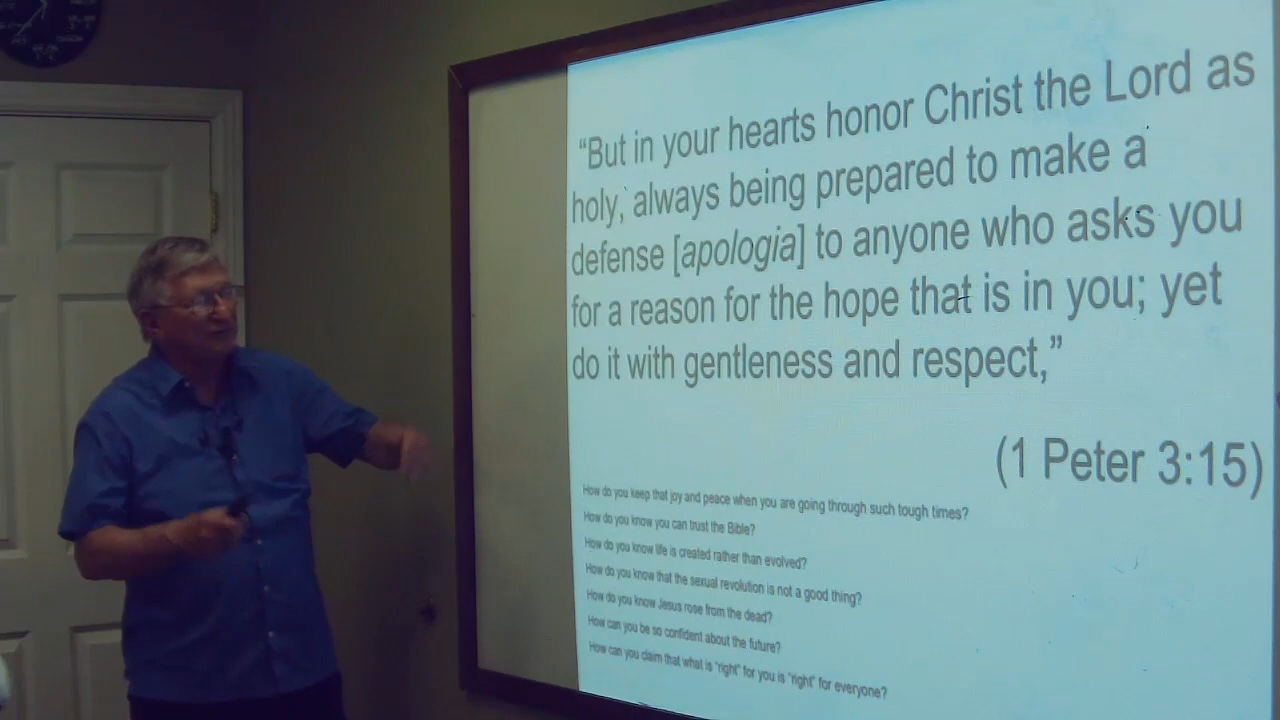 “But in your hearts honor Christ the Lord as
holy, always being prepared to make a
defense [apologia] to anyone who asks you
for a reason for the hope that is in you; yet
do it with gentleness and respect,”
(1 Peter 3:15)
How do you keep that joy and peace when you are going through such tough times?
How do you know you can trust the Bible?
How do you know life is created rather than evolved?
How do you know that the sexual revolution is not a good thing?
How do you know Jesus rose from the dead?
How can you be so confident about the future?
How can you claim that what is “right” for you is “right” for everyone?